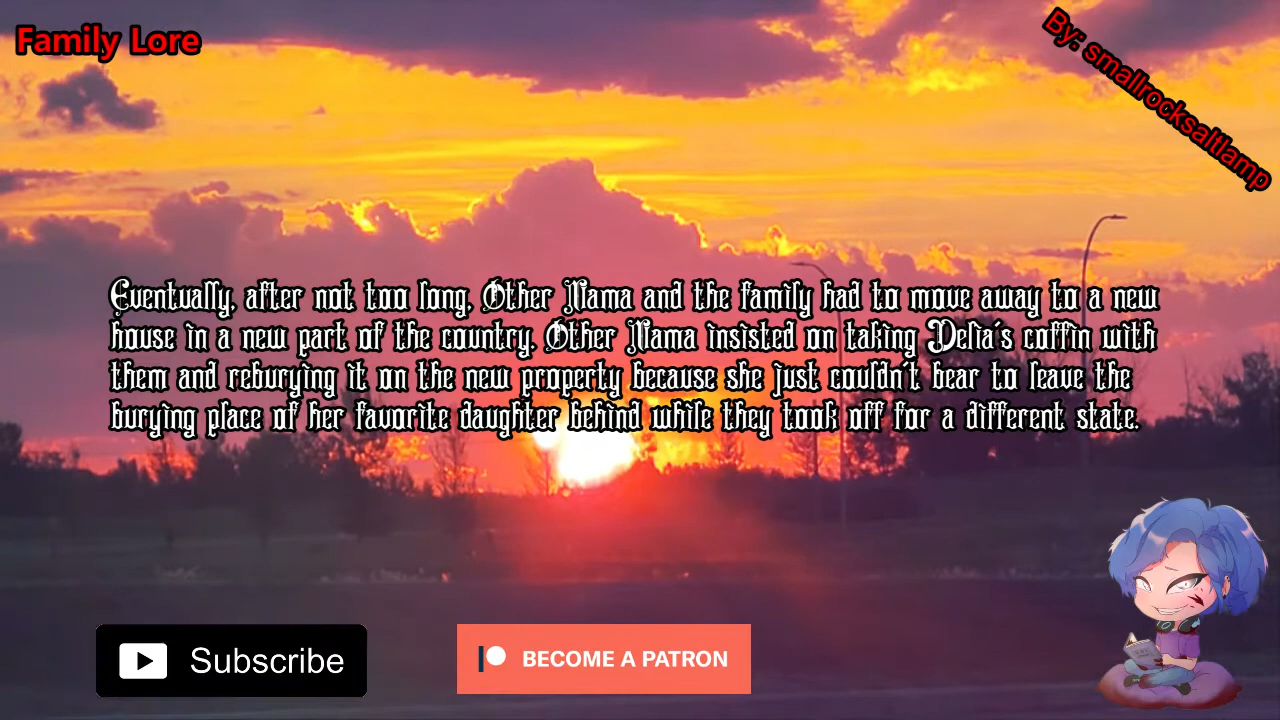 Family Lore
By: smallrocksaltlamp
Eventually, after not too long, Other Mama and the family had to move away to a new
house in a new part of the country. Other Mama insisted on taking Delia's coffin with
them and reburying it on the new property because she just couldn't bear to leave the
burying place of her favorite daughter behind while they took off for a different state.
Subscribe
BECOME A PATRON